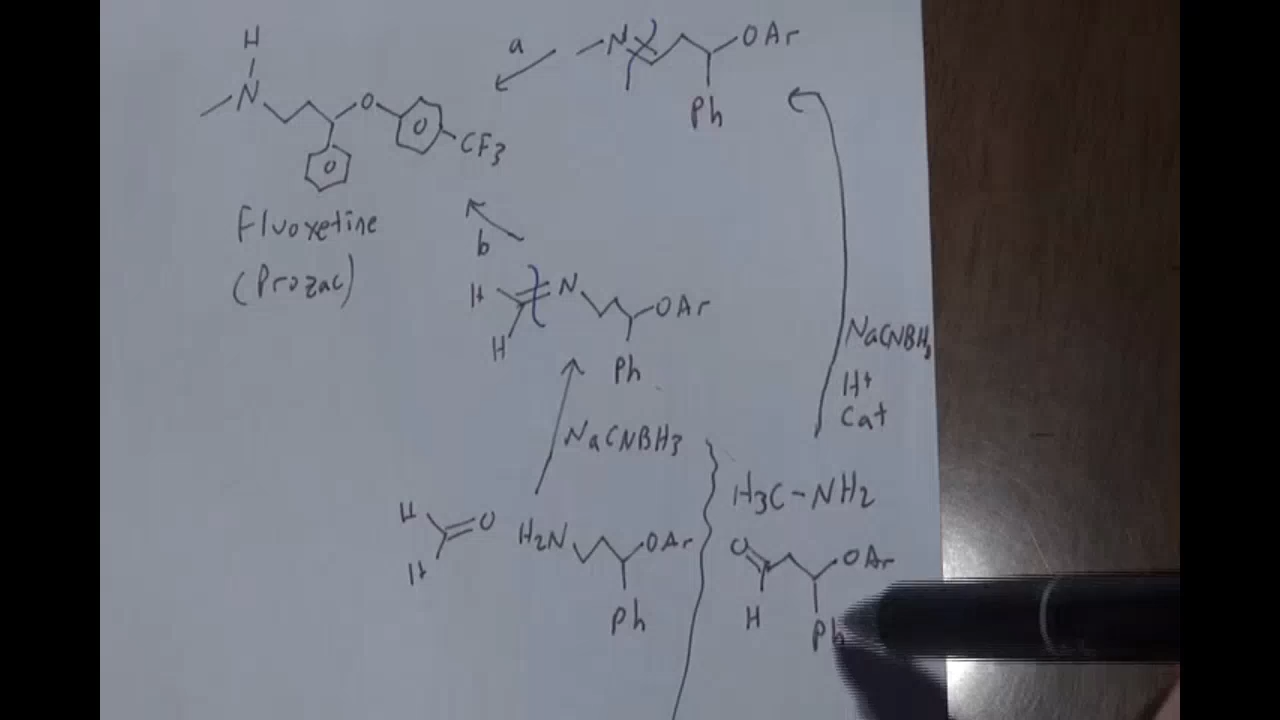 H
N
O
CF3
Fluoxetine
(Prozac)
a
N
OAr
Ph
b
H
N
OAr
H
Ph
NaCNBH3
H
O
H
H2N
OAr
Ph
NaCNBH3
H+
Cat
H3C-NH2
O
OAr
H
Ph